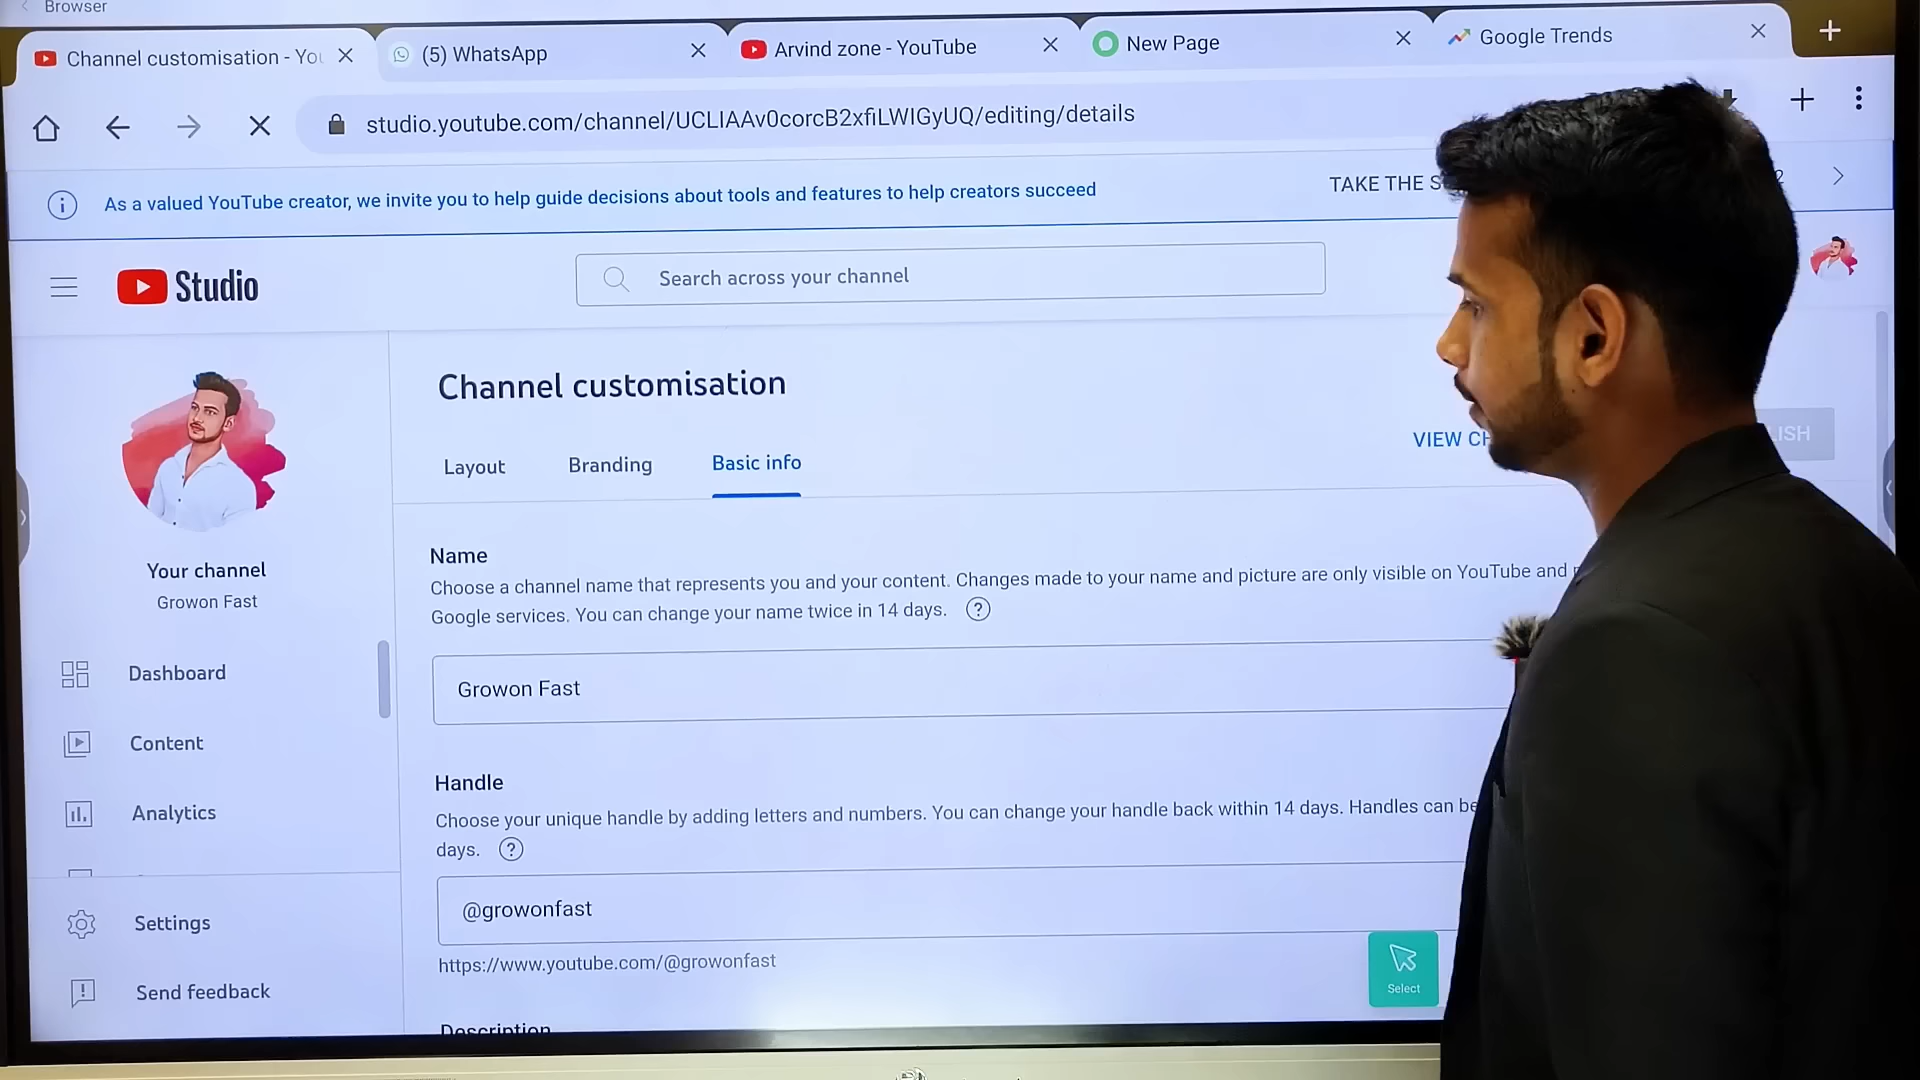 Browser
Channel customisation - You
(5) WhatsApp
Arvind zone - YouTube
New Page
Google Trends
studio.youtube.com/channel/UCLIAAv0corcB2xfiLWIGyUQ/editing/details
As a valued YouTube creator, we invite you to help guide decisions about tools and features to help creators succeed
TAKE THE
Studio
Search across your channel
Channel customisation
VIEW
Layout
Branding
Basic info
Your channel
Growon Fast
Name
Choose a channel name that represents you and your content. Changes made to your name and picture are only visible on YouTube and
Google services. You can change your name twice in 14 days.
Growon Fast
Dashboard
Content
Analytics
Settings
Send feedback
Handle
Choose your unique handle by adding letters and numbers. You can change your handle back within 14 days. Handles can be
days.
@growonfast
https://www.youtube.com/@growonfast
Select
Description